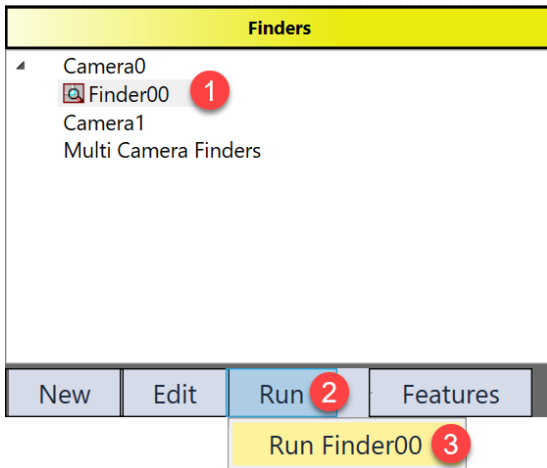 Finders
Camera0
Finder00 1
Camera1
Multi Camera Finders
New Edit Run 2 Features
Run Finder00 3